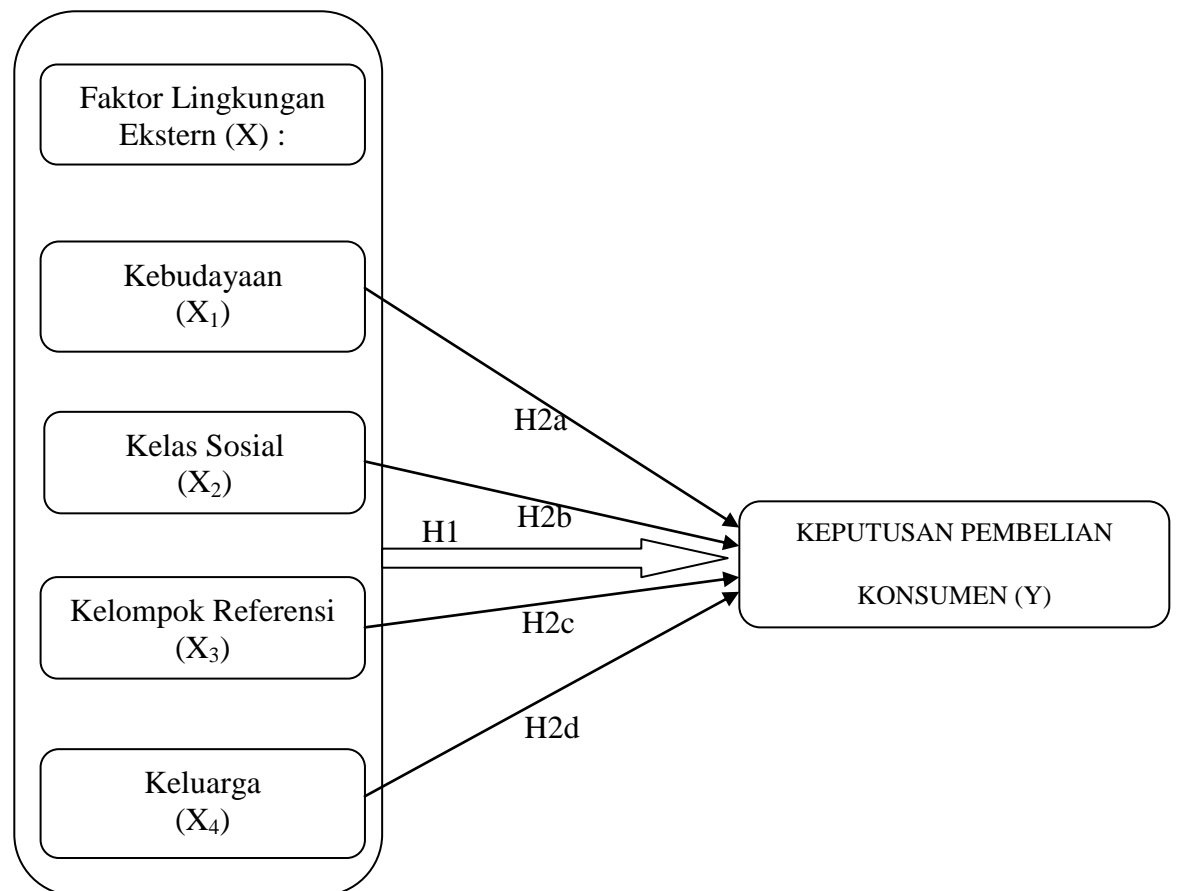 Faktor Lingkungan
Ekstern (X) :
Kebudayaan
(X₁)
H2a
Kelas Sosial
(X₂)
H2b
H1
KEPUTUSAN PEMBELIAN
KONSUMEN (Y)
Kelompok Referensi
(X₃)
H2c
H2d
Keluarga
(X₄)